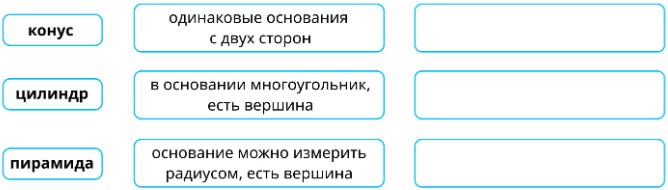 конус
одинаковые основания
с двух сторон
цилиндр
в основании многоугольник,
есть вершина
пирамида
основание можно измерить
радиусом, есть вершина